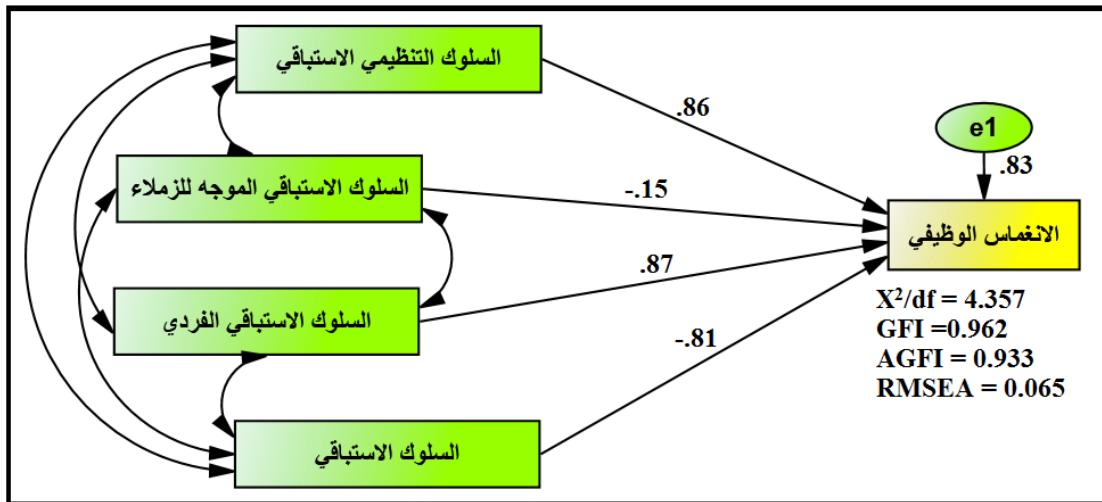 السلوك التنظيمي الاستباقي
.86
e1
.83
السلوك الاستباقي الموجه للزملاء
-.15
الانغماس الوظيفي
.87
السلوك الاستباقي الفردي
-.81
X²/df = 4.357
GFI =0.962
AGFI = 0.933
RMSEA = 0.065
السلوك الاستباقي